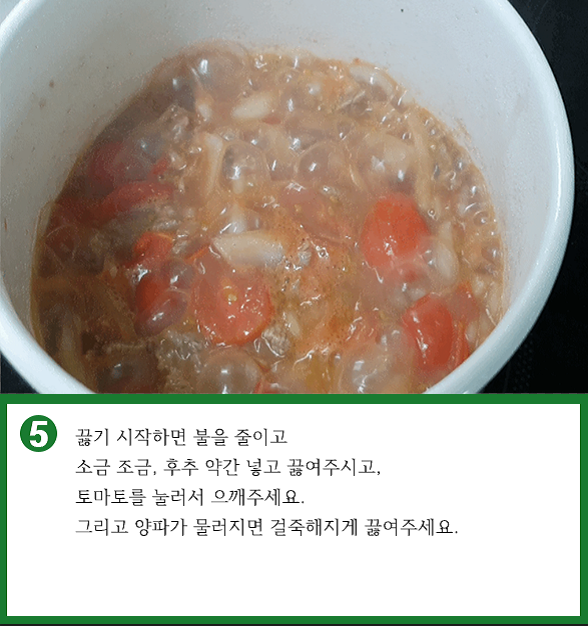 5
끓기 시작하면 불을 줄이고
소금 조금, 후추 약간 넣고 끓여주시고,
토마토를 눌러서 으깨주세요.
그리고 양파가 물러지면 걸죽해지게 끓여주세요.